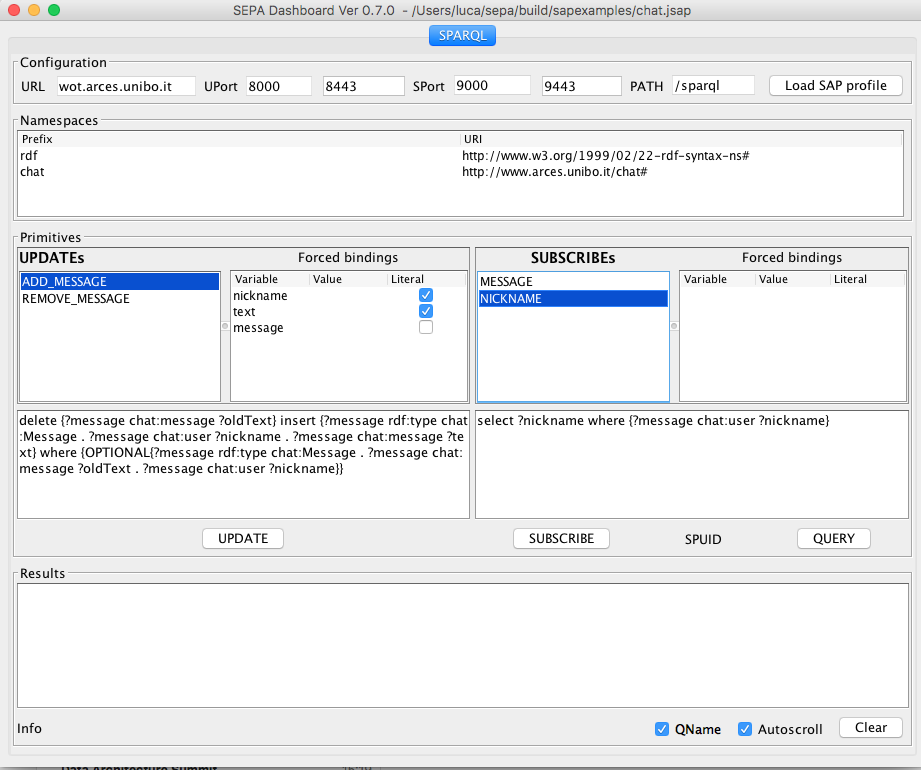 SEPA Dashboard Ver 0.7.0 - /Users/luca/sepa/build/sapexamples/chat.jsap
SPARQL
Configuration
URL wot.arces.unibo.it UPort 8000 8443 SPort 9000 9443 PATH /sparql Load SAP profile
Namespaces
Prefix URI
rdf http://www.w3.org/1999/02/22-rdf-syntax-ns#
chat http://www.arces.unibo.it/chat#
Primitives
UPDATEs Forced bindings SUBSCRIBEs Forced bindings
Variable Value Literal Variable Value Literal
ADD_MESSAGE MESSAGE
nickname
REMOVE_MESSAGE NICKNAME
text
message
delete {?message chat:message ?oldText} insert {?message rdf:type chat
:Message . ?message chat:user ?nickname . ?message chat:message ?te
xt} where {OPTIONAL{?message rdf:type chat:Message . ?message chat:
message ?oldText . ?message chat:user ?nickname}}
select ?nickname where {?message chat:user ?nickname}
UPDATE SUBSCRIBE SPUID QUERY
Results
Info QName Autoscroll Clear
Data Architecture Summit